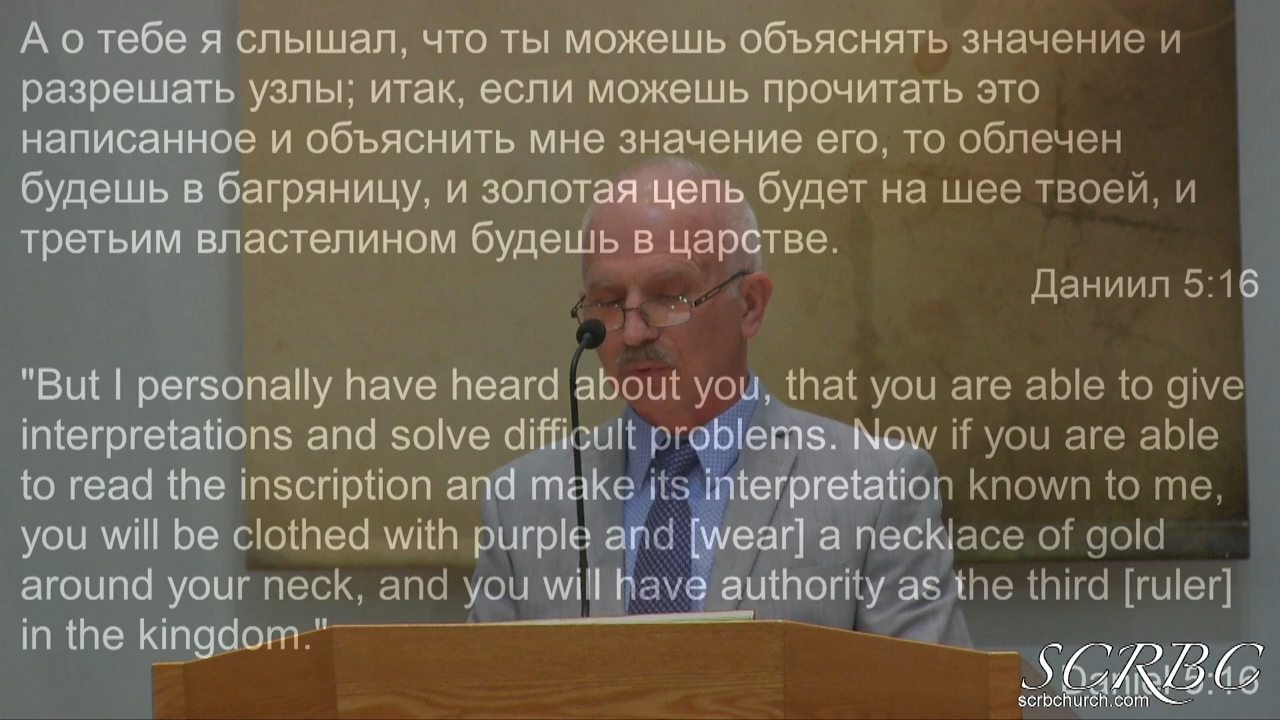 А о тебе я слышал, что ты можешь объяснять значение и
разрешать узлы; итак, если можешь прочитать это
написанное и объяснить мне значение его, то облечен
будешь в багряницу, и золотая цепь будет на шее твоей, и
третьим властелином будешь в царстве.
Даниил 5:16
"But I personally have heard about you, that you are able to give
interpretations and solve difficult problems. Now if you are able
to read the inscription and make its interpretation known to me,
you will be clothed with purple and [wear] a necklace of gold
around your neck, and you will have authority as the third [ruler]
in the kingdom."
Daniel 5:16
SCRBC
scrbchurch.com